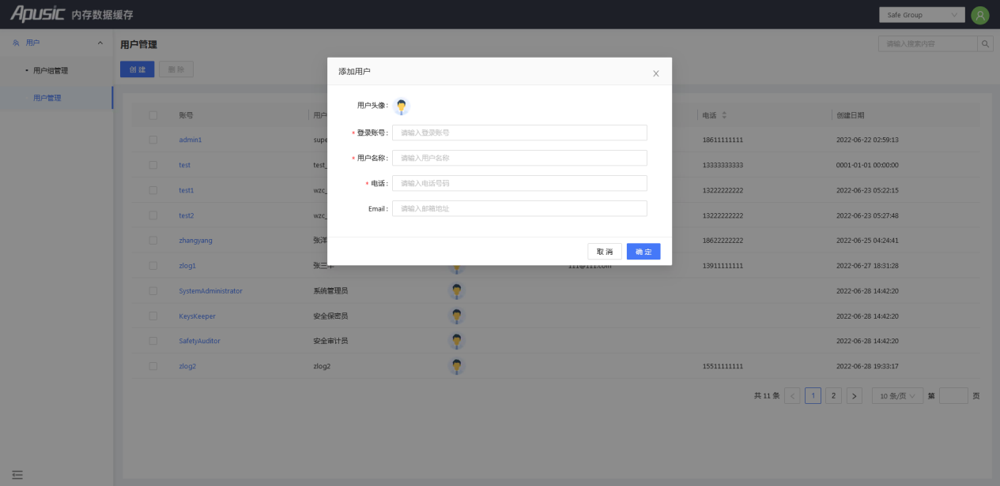 Apusic 内存数据缓存
Safe Group
用户
用户组管理
用户管理
用户管理
请输入搜索内容
创 建
删 除
添加用户
用户头像:
* 登录账号: 请输入登录账号
* 用户名称: 请输入用户名称
* 电话: 请输入电话号码
Email: 请输入邮箱地址
取 消
确 定
账号 用户 电话 创建日期
admin1 supe 18611111111 2022-06-22 02:59:13
test test_ 13333333333 0001-01-01 00:00:00
test1 wzc_ 13222222222 2022-06-23 05:22:15
test2 wzc_ 13222222222 2022-06-23 05:27:48
zhangyang 张洋 18622222222 2022-06-25 04:24:41
zlog1 张三丰 111@111.com 13911111111 2022-06-27 18:31:28
SystemAdministrator 系统管理员 2022-06-28 14:42:20
KeysKeeper 安全保密员 2022-06-28 14:42:20
SafetyAuditor 安全审计员 2022-06-28 14:42:20
zlog2 zlog2 15511111111 2022-06-28 19:33:17
共 11 条 < 1 2 > 10 条/页 第 页